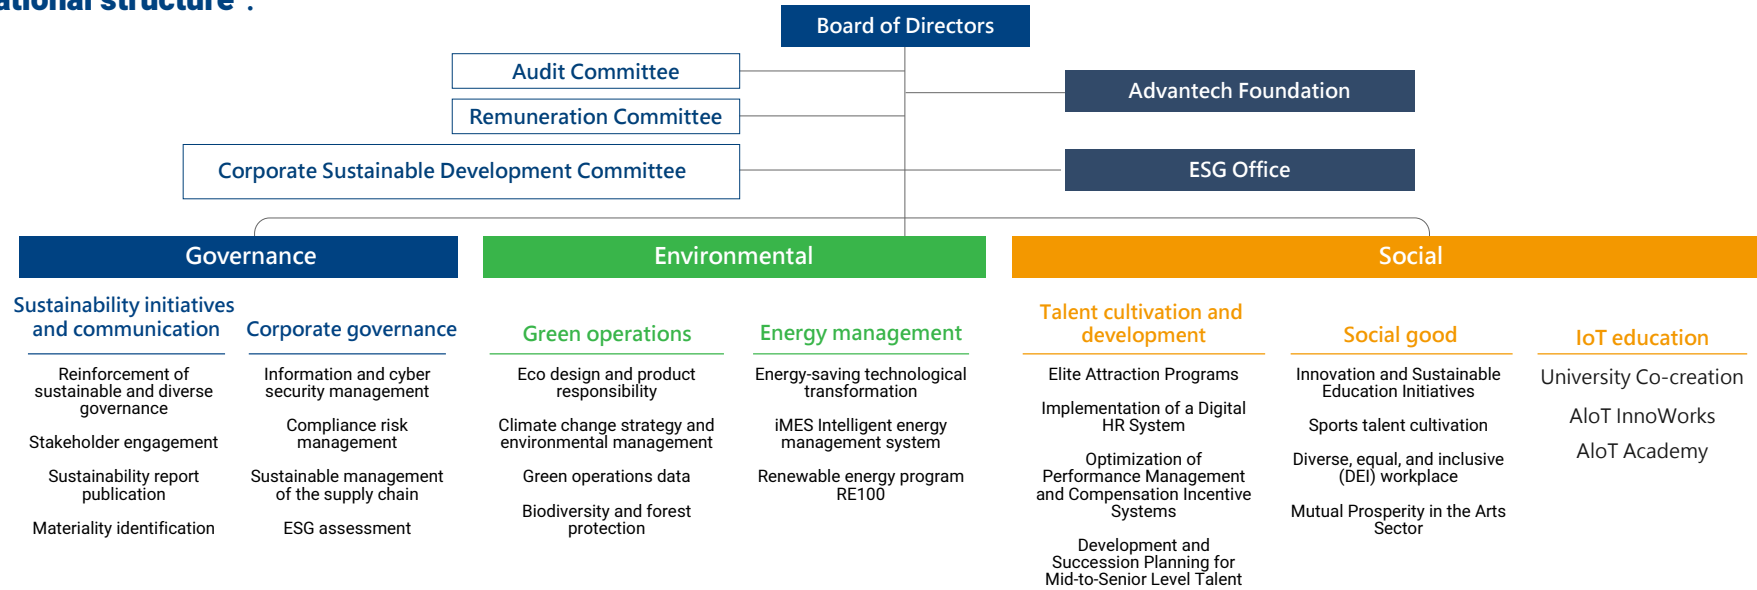 ational structure :
Board of Directors
Audit Committee
Advantech Foundation
Remuneration Committee
Corporate Sustainable Development Committee
ESG Office
Governance
Sustainability initiatives
and communication
Reinforcement of
sustainable and diverse
governance
Stakeholder engagement
Sustainability report
publication
Materiality identification
Corporate governance
Information and cyber
security management
Compliance risk
management
Sustainable management
of the supply chain
ESG assessment
Environmental
Green operations
Eco design and product
responsibility
Climate change strategy and
environmental management
Green operations data
Biodiversity and forest
protection
Energy management
Energy-saving technological
transformation
iMES Intelligent energy
management system
Renewable energy program
RE100
Social
Talent cultivation and
development
Elite Attraction Programs
Implementation of a Digital
HR System
Optimization of
Performance Management
and Compensation Incentive
Systems
Development and
Succession Planning for
Mid-to-Senior Level Talent
Social good
Innovation and Sustainable
Education Initiatives
Sports talent cultivation
Diverse, equal, and inclusive
(DEI) workplace
Mutual Prosperity in the Arts
Sector
IoT education
University Co-creation
AIoT InnoWorks
AIoT Academy